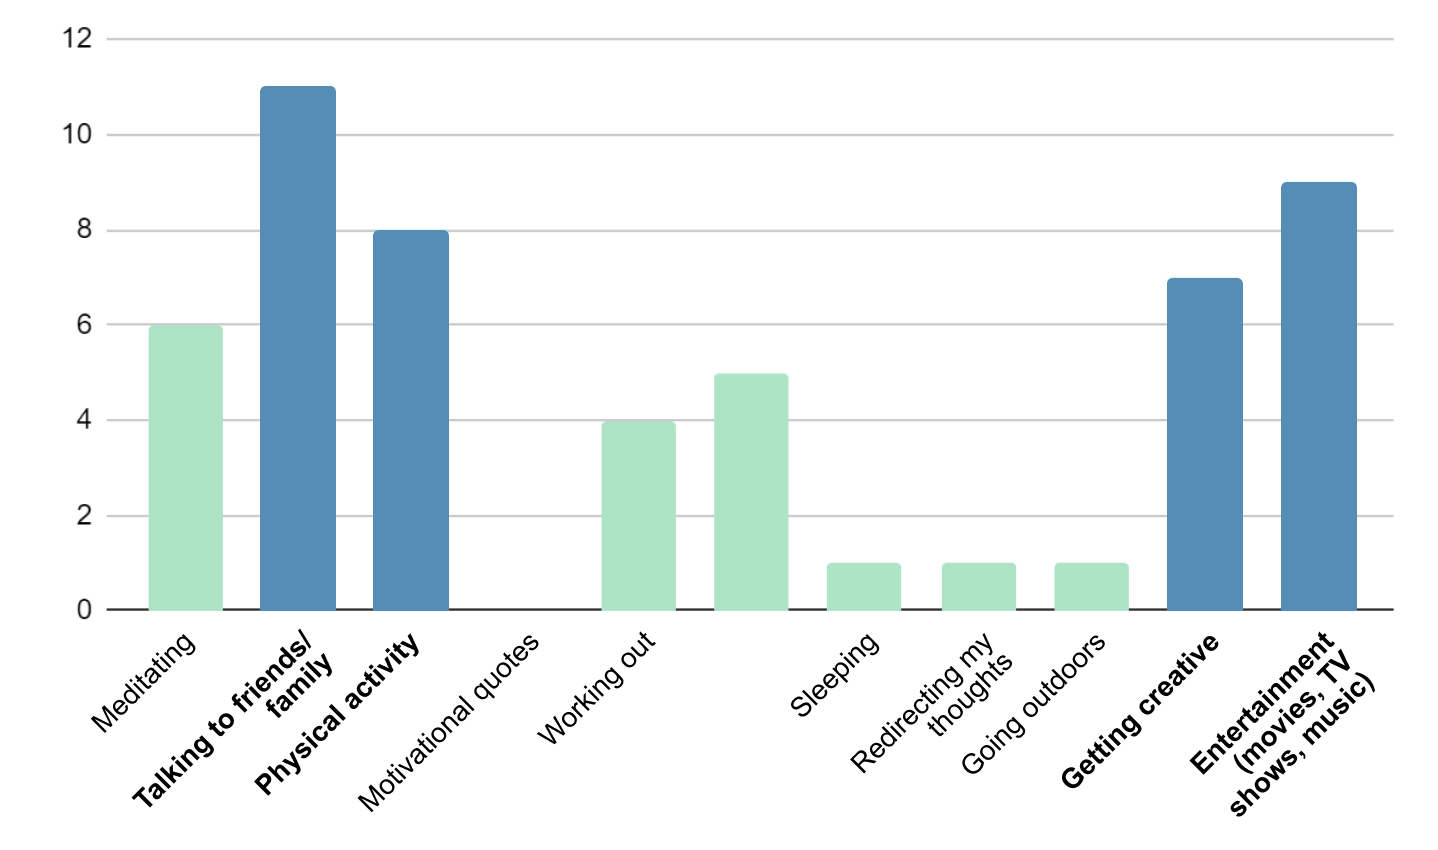 12
10
8
6
4
2
0
Meditating
Talking to friends/
family
Physical activity
Motivational quotes
Working out
Sleeping
Redirecting my
thoughts
Going outdoors
Getting creative
Entertainment
(movies, TV
shows, music)